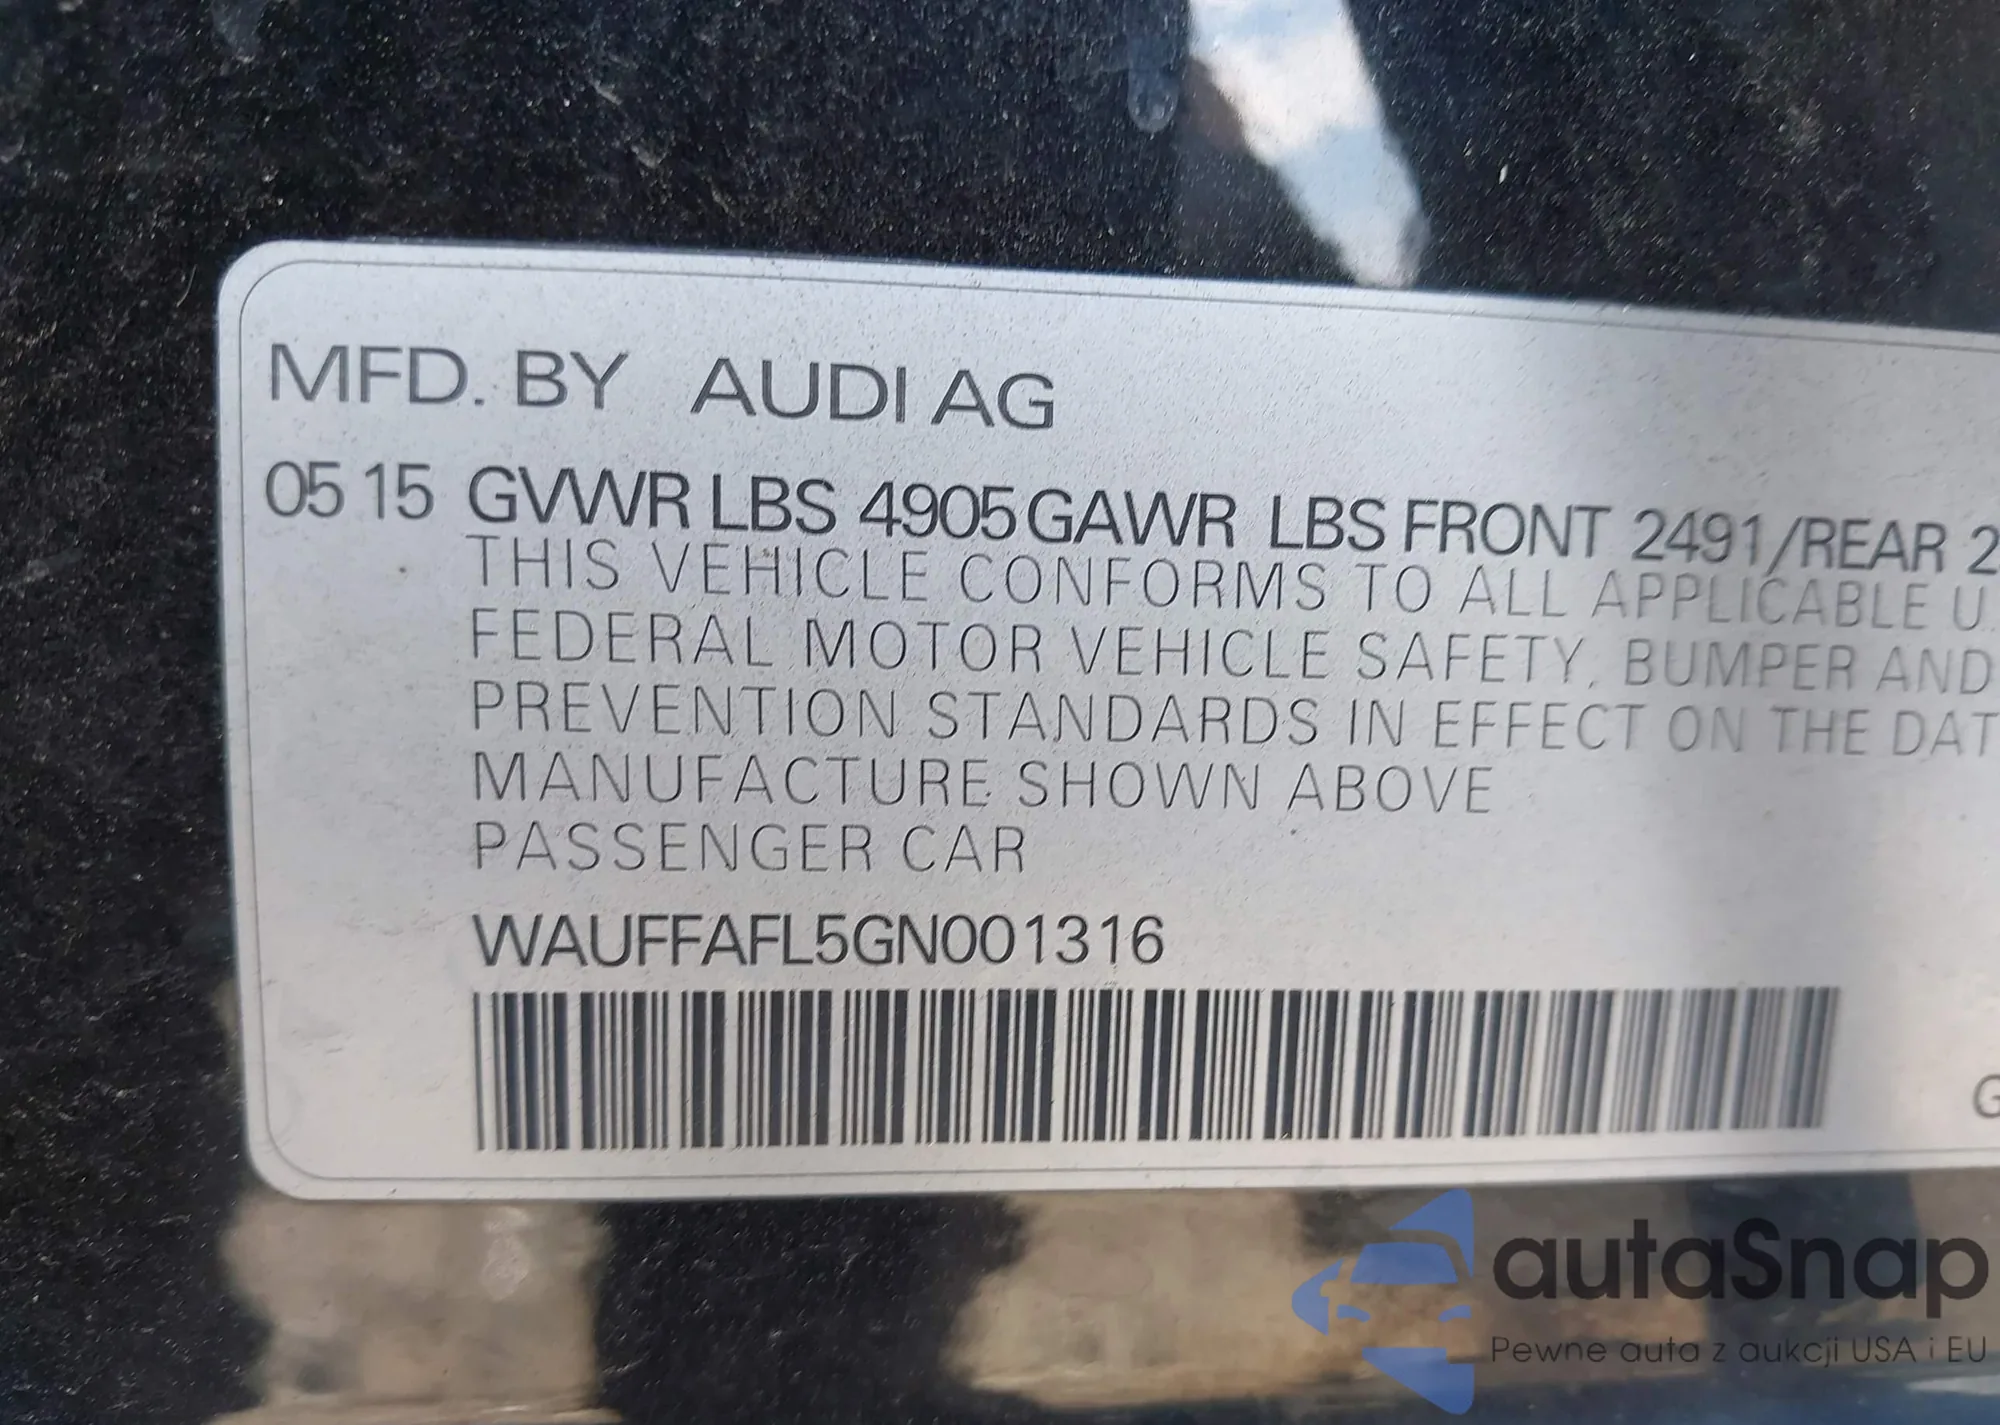 MFD. BY AUDI AG
05 15 GVWR LBS 4905 GAWR LBS FRONT 2491/REAR 2
THIS VEHICLE CONFORMS TO ALL APPLICABLE U.
FEDERAL MOTOR VEHICLE SAFETY, BUMPER AND
PREVENTION STANDARDS IN EFFECT ON THE DAT
MANUFACTURE SHOWN ABOVE
PASSENGER CAR
WAUFFAFL5GN001316
G
autaSnap
Pewne auta z aukcji USA i EU